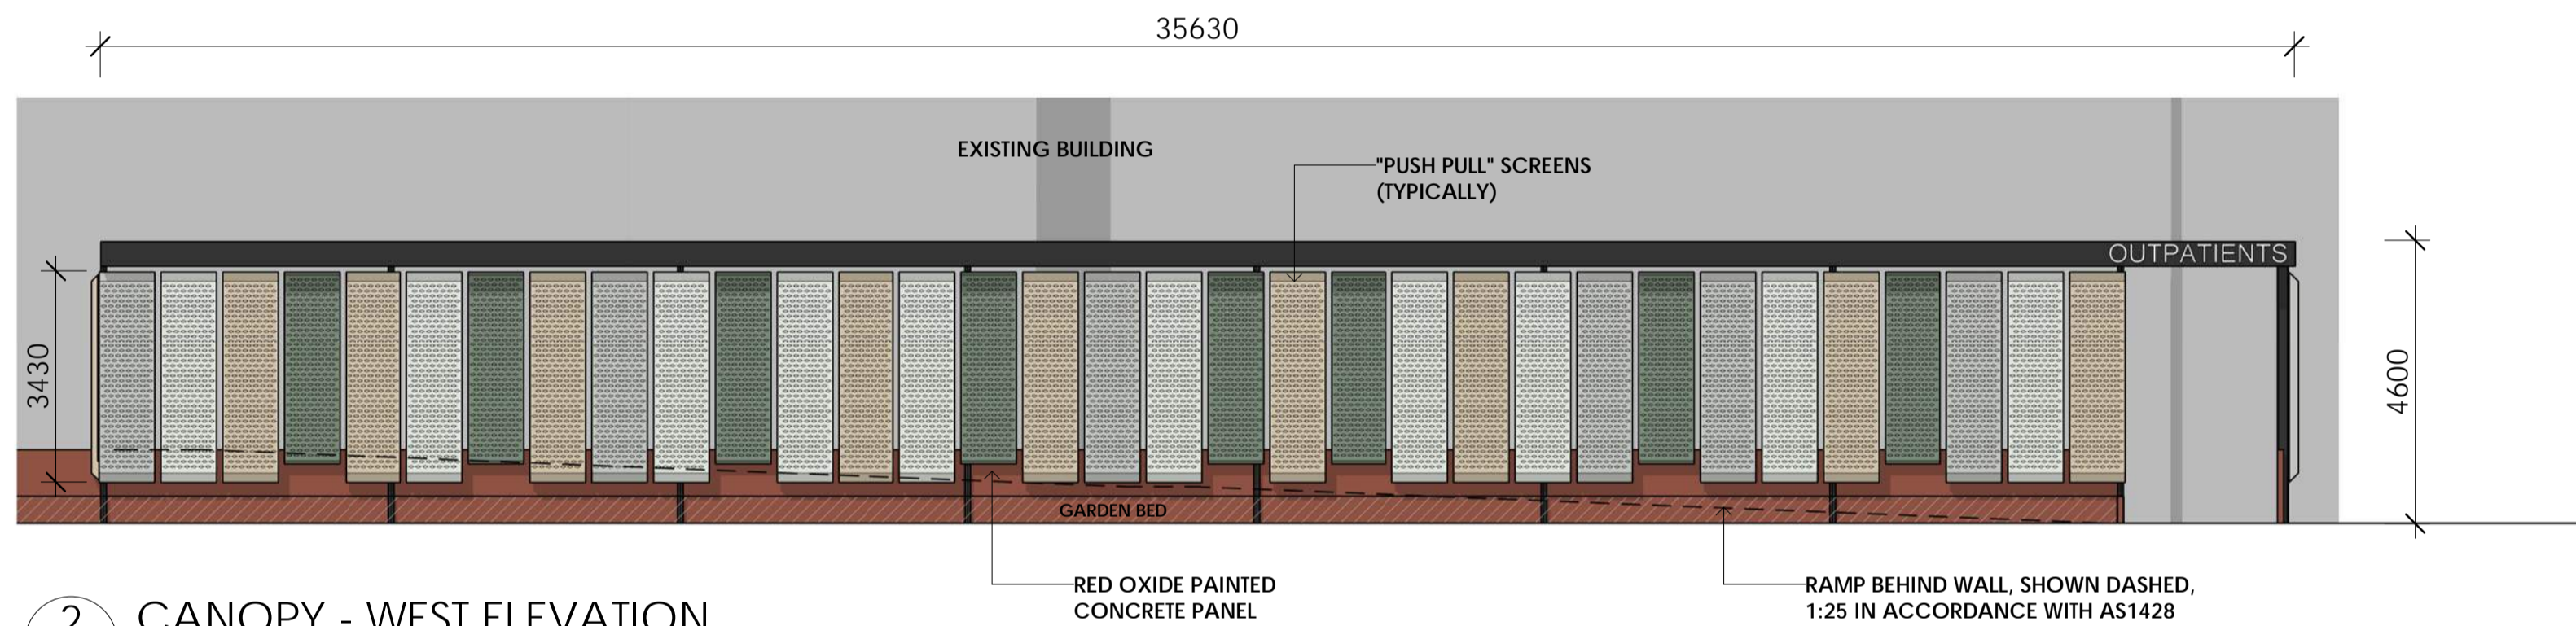 35630
EXISTING BUILDING
"PUSH PULL" SCREENS
(TYPICALLY)
OUTPATIENTS
3430
4600
GARDEN BED
RED OXIDE PAINTED
CONCRETE PANEL
RAMP BEHIND WALL, SHOWN DASHED,
1:25 IN ACCORDANCE WITH AS1428
2 CANOPY - WEST ELEVATION